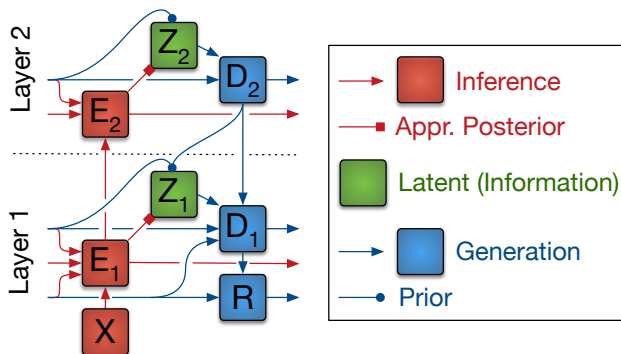 Layer 2
Z2
D2
E2
Layer 1
Z1
D1
E1
R
X
Inference
Appr. Posterior
Latent (Information)
Generation
Prior